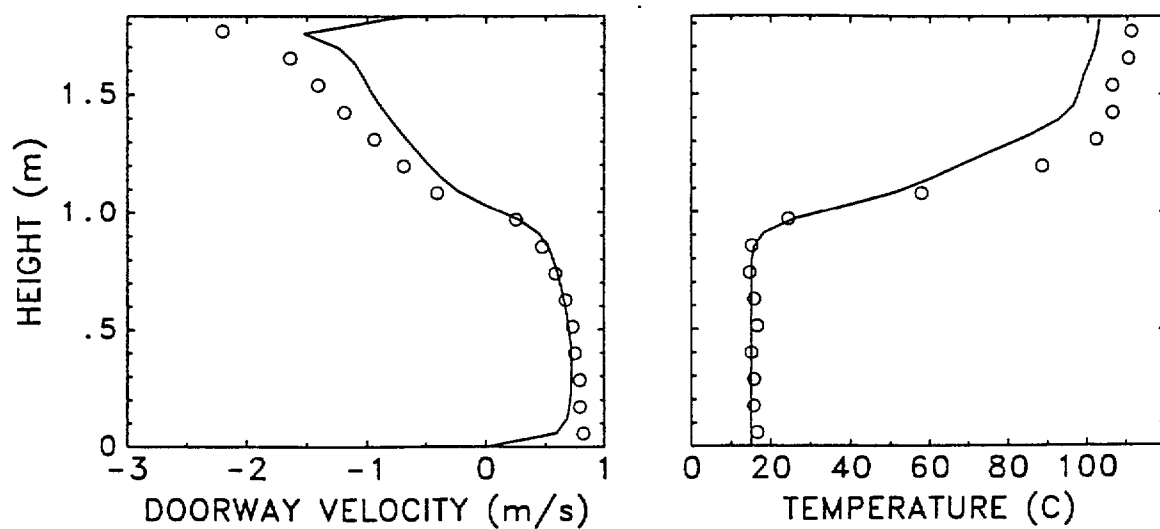 HEIGHT (m)
1.5
1.0
.5
0
-3 -2 -1 0 1
DOORWAY VELOCITY (m/s)
0 20 40 60 80 100
TEMPERATURE (C)